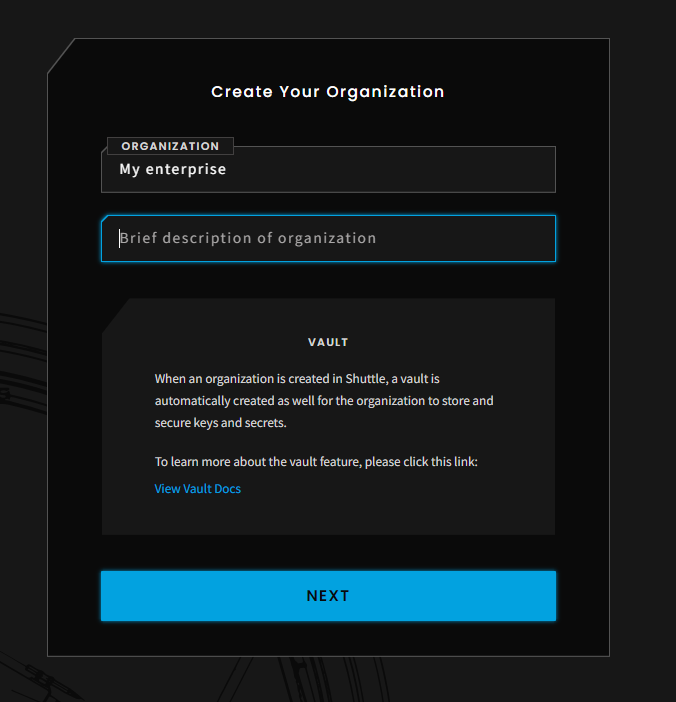 Create Your Organization
ORGANIZATION
My enterprise
Brief description of organization
VAULT
When an organization is created in Shuttle, a vault is
automatically created as well for the organization to store and
secure keys and secrets.
To learn more about the vault feature, please click this link:
View Vault Docs
NEXT